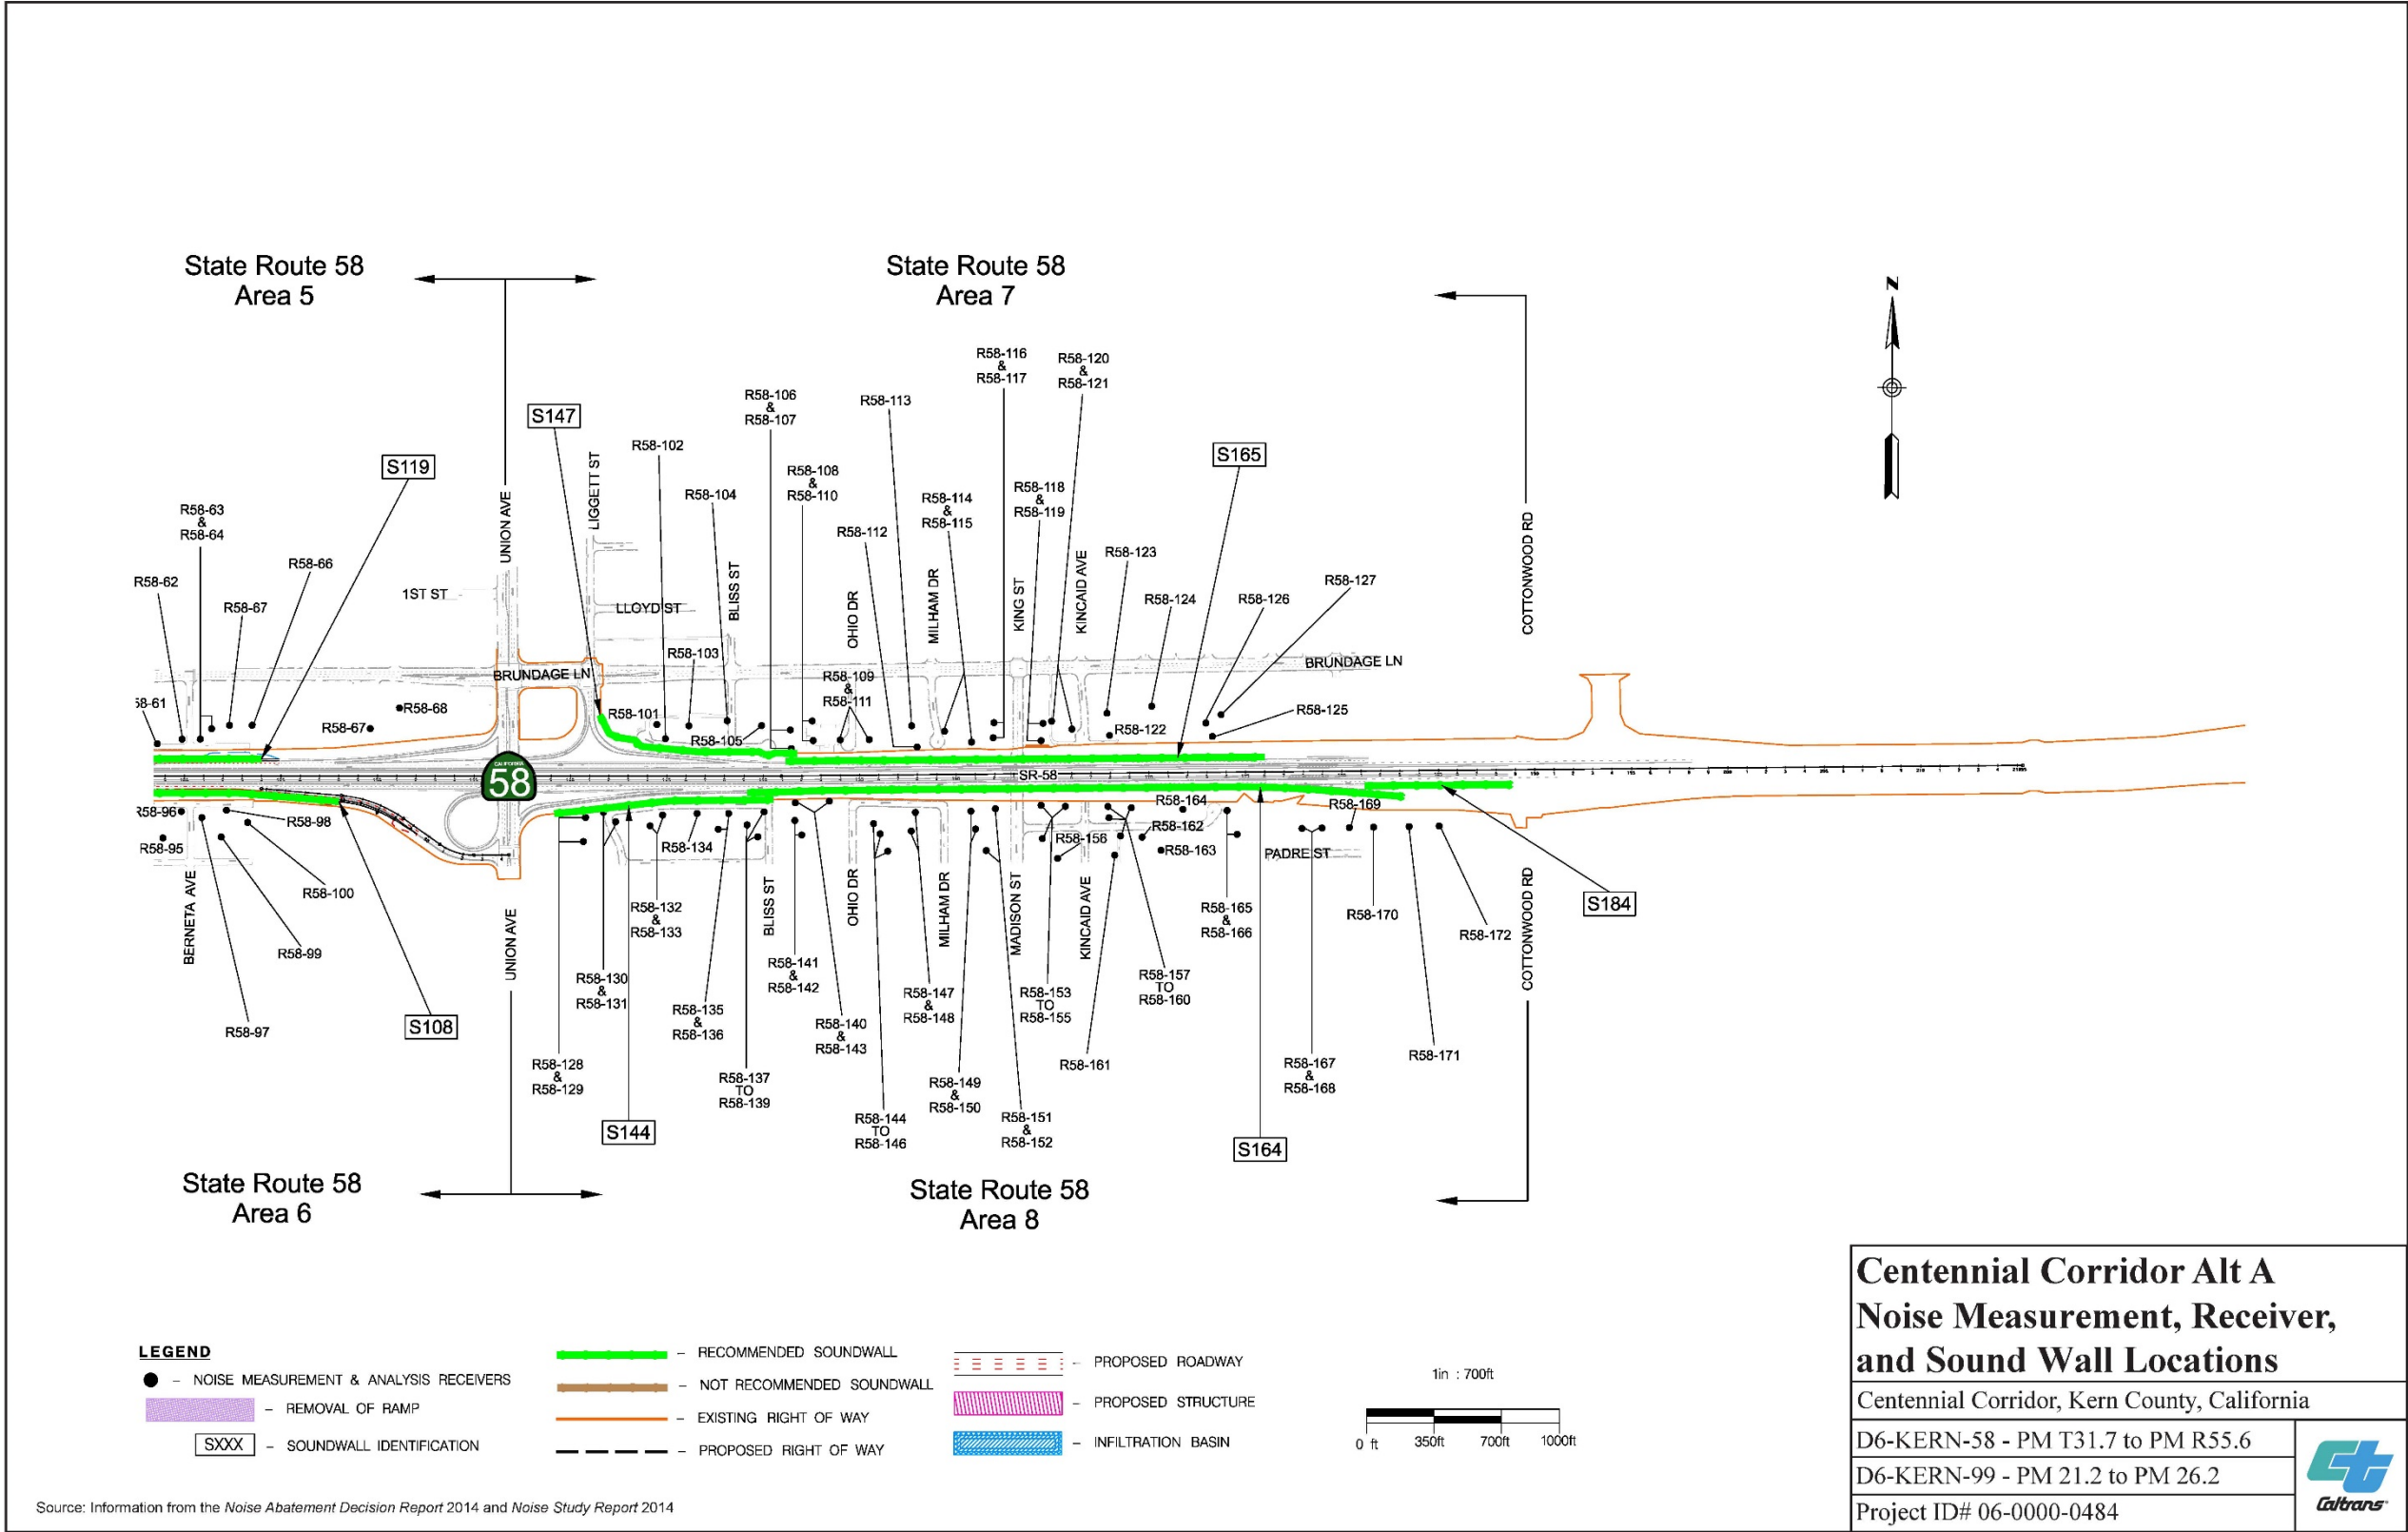 State Route 58
Area 5
State Route 58
Area 7
N
S147
S119
S165
R58-116
&
R58-117
R58-120
&
R58-121
R58-106
&
R58-107
R58-113
R58-102
R58-104
R58-108
&
R58-110
R58-114
&
R58-115
R58-118
&
R58-119
R58-112
R58-63
&
R58-64
R58-66
R58-62
R58-67
R58-123
R58-124
R58-126
R58-127
UNION AVE
LIGGETT ST
1ST ST
LLOYD ST
BLISS ST
OHIO DR
MILHAM DR
KING ST
KINCAID AVE
COTTONWOOD RD
BRUNDAGE LN
BRUNDAGE LN
R58-103
R58-109
&
R58-111
58-61
R58-68
R58-67
R58-101
R58-105
R58-122
R58-125
CALIFORNIA
58
SR-58
R58-96
R58-98
R58-95
R58-100
R58-99
R58-97
BERNETA AVE
S108
UNION AVE
R58-134
R58-132
&
R58-133
R58-130
&
R58-131
R58-128
&
R58-129
R58-135
&
R58-136
R58-137
TO
R58-139
BLISS ST
R58-141
&
R58-142
R58-140
&
R58-143
OHIO DR
R58-144
TO
R58-146
R58-147
&
R58-148
MILHAM DR
R58-149
&
R58-150
R58-151
&
R58-152
MADISON ST
R58-153
TO
R58-155
R58-156
KINCAID AVE
R58-161
R58-157
TO
R58-160
R58-164
R58-162
R58-163
R58-165
&
R58-166
PADRE ST
R58-169
R58-167
&
R58-168
R58-170
R58-171
R58-172
S184
COTTONWOOD RD
S144
S164
State Route 58
Area 6
State Route 58
Area 8
LEGEND
– NOISE MEASUREMENT & ANALYSIS RECEIVERS
– REMOVAL OF RAMP
SXXX – SOUNDWALL IDENTIFICATION
– RECOMMENDED SOUNDWALL
– NOT RECOMMENDED SOUNDWALL
– EXISTING RIGHT OF WAY
– PROPOSED RIGHT OF WAY
– PROPOSED ROADWAY
– PROPOSED STRUCTURE
– INFILTRATION BASIN
1in : 700ft
0 ft 350ft 700ft 1000ft
Centennial Corridor Alt A
Noise Measurement, Receiver,
and Sound Wall Locations
Centennial Corridor, Kern County, California
D6-KERN-58 - PM T31.7 to PM R55.6
D6-KERN-99 - PM 21.2 to PM 26.2
Project ID# 06-0000-0484
ct
Caltrans
Source: Information from the Noise Abatement Decision Report 2014 and Noise Study Report 2014